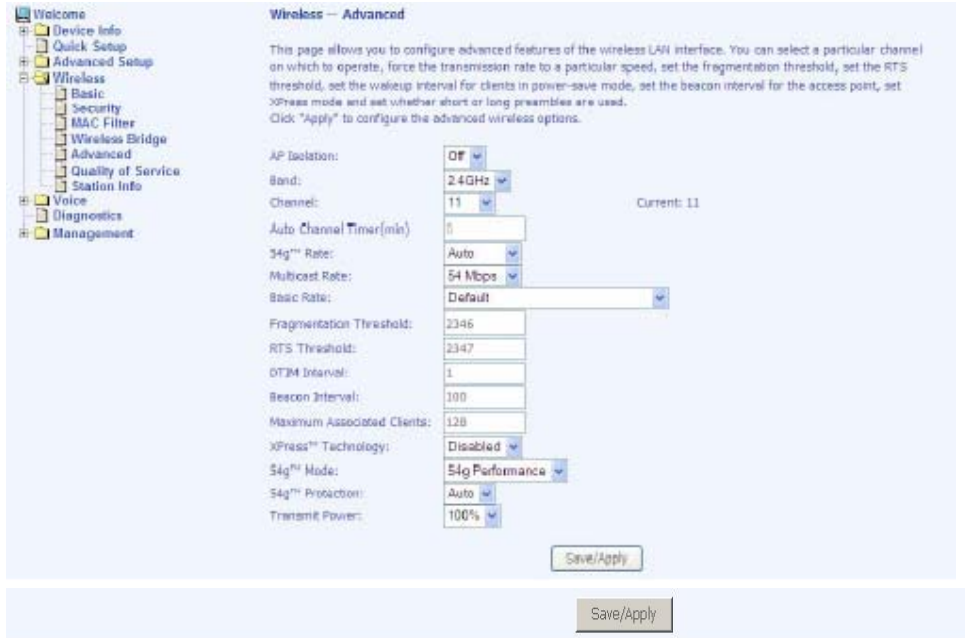 Welcome
Device Info
Quick Setup
Advanced Setup
Wireless
Basic
Security
MAC Filter
Wireless Bridge
Advanced
Quality of Service
Station Info
Voice
Diagnostics
Management
Wireless -- Advanced
This page allows you to configure advanced features of the wireless LAN interface. You can select a particular channel
on which to operate, force the transmission rate to a particular speed, set the fragmentation threshold, set the RTS
threshold, set the wakeup interval for clients in power-save mode, set the beacon interval for the access point, set
XPress mode and set whether short or long preambles are used.
Click "Apply" to configure the advanced wireless options.
AP Isolation: Off
Band: 2.4GHz
Channel: 11 Current: 11
Auto Channel Timer(min)
54g™ Rate: Auto
Multicast Rate: 54 Mbps
Basic Rate: Default
Fragmentation Threshold: 2346
RTS Threshold: 2347
DTIM Interval: 1
Beacon Interval: 100
Maximum Associated Clients: 128
XPress™ Technology: Disabled
54g™ Mode: 54g Performance
54g™ Protection: Auto
Transmit Power: 100%
Save/Apply
Save/Apply